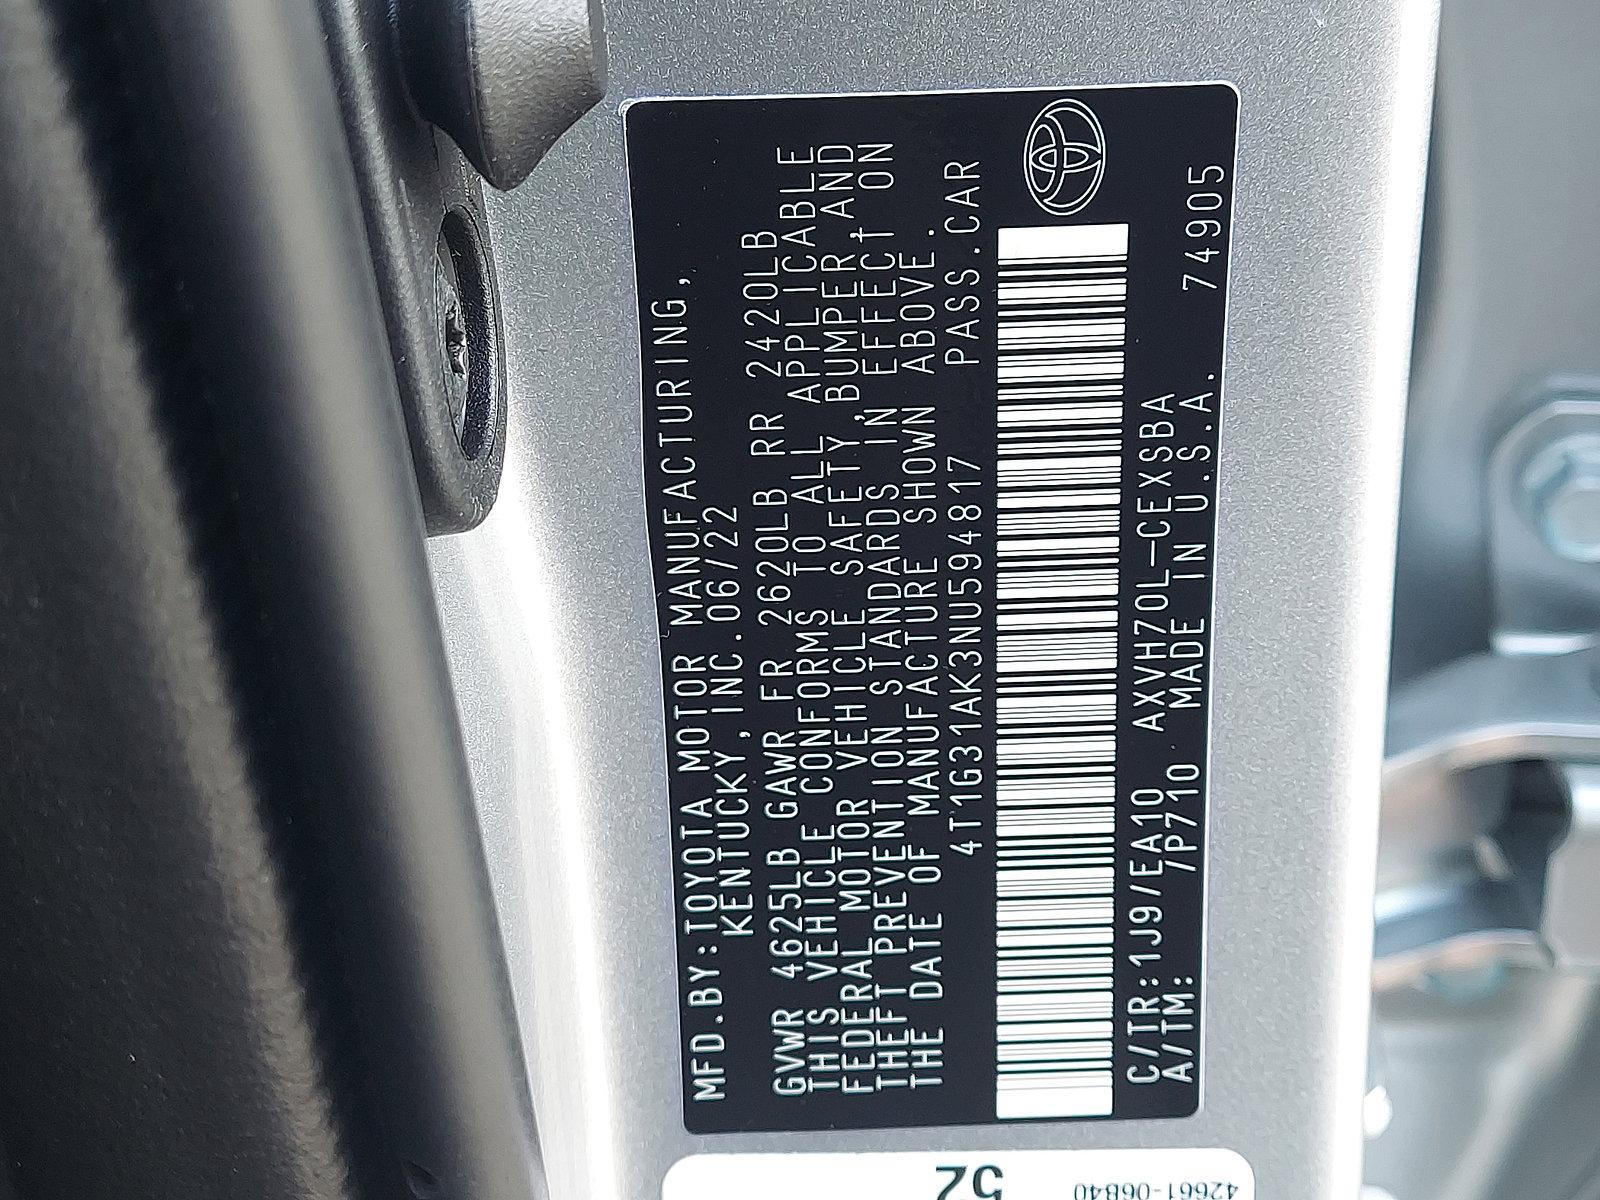 MFD.BY:TOYOTA MOTOR MANUFACTURING,
KENTUCKY,INC.06/22
GVWR 4625LB GAWR FR 2620LB RR 2420LB
THIS VEHICLE CONFORMS TO ALL APPLICABLE
FEDERAL MOTOR VEHICLE SAFETY,BUMPER,AND
THEFT PREVENTION STANDARDS IN EFFECT ON
THE DATE OF MANUFACTURE SHOWN ABOVE.
4T1G31AK3NU594817 PASS.CAR
C/TR:1J9/EA10 AXVH70L-CEXSBA
A/TM: /P710 MADE IN U.S.A. 74905
52
42661-06840